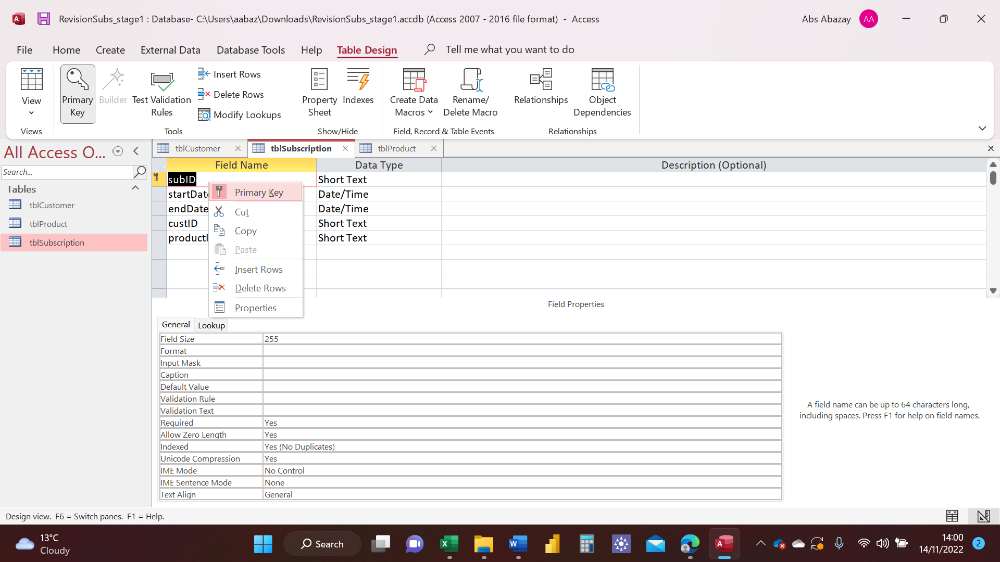 RevisionSubs_stage1 : Database- C:\Users\aabaz\Downloads\RevisionSubs_stage1.accdb (Access 2007 - 2016 file format)  -  Access
Abs Abazay
AA
File
Home
Create
External Data
Database Tools
Help
Table Design
Tell me what you want to do
View
Primary Key
Builder
Test Validation Rules
Insert Rows
Delete Rows
Modify Lookups
Property Sheet
Indexes
Create Data Macros
Rename/ Delete Macro
Relationships
Object Dependencies
Views
Tools
Show/Hide
Field, Record & Table Events
Relationships
All Access O...
Search...
Tables
tblCustomer
tblProduct
tblSubscription
tblCustomer
tblSubscription
tblProduct
Field Name
Data Type
Description (Optional)
subID
Short Text
startDate
Date/Time
endDate
Date/Time
custID
Short Text
productI
Short Text
Primary Key
Cut
Copy
Paste
Insert Rows
Delete Rows
Properties
Field Properties
General
Lookup
Field Size 255
Format
Input Mask
Caption
Default Value
Validation Rule
Validation Text
Required Yes
Allow Zero Length Yes
Indexed Yes (No Duplicates)
Unicode Compression Yes
IME Mode No Control
IME Sentence Mode None
Text Align General
A field name can be up to 64 characters long,
including spaces. Press F1 for help on field names.
Design view.  F6 = Switch panes.  F1 = Help.
13°C
Cloudy
Search
14:00
14/11/2022
2